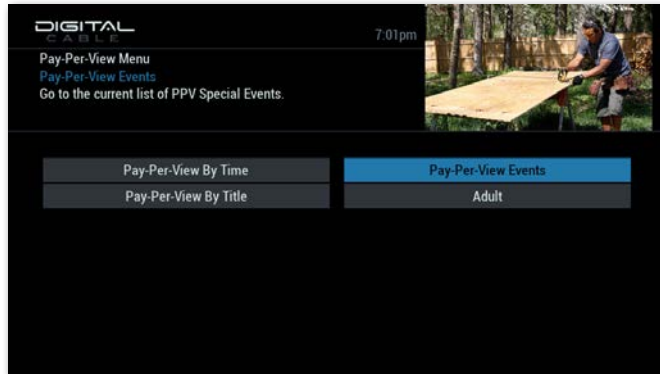 DIGITAL
CABLE
7:01pm
Pay-Per-View Menu
Pay-Per-View Events
Go to the current list of PPV Special Events.
Pay-Per-View By Time
Pay-Per-View Events
Pay-Per-View By Title
Adult